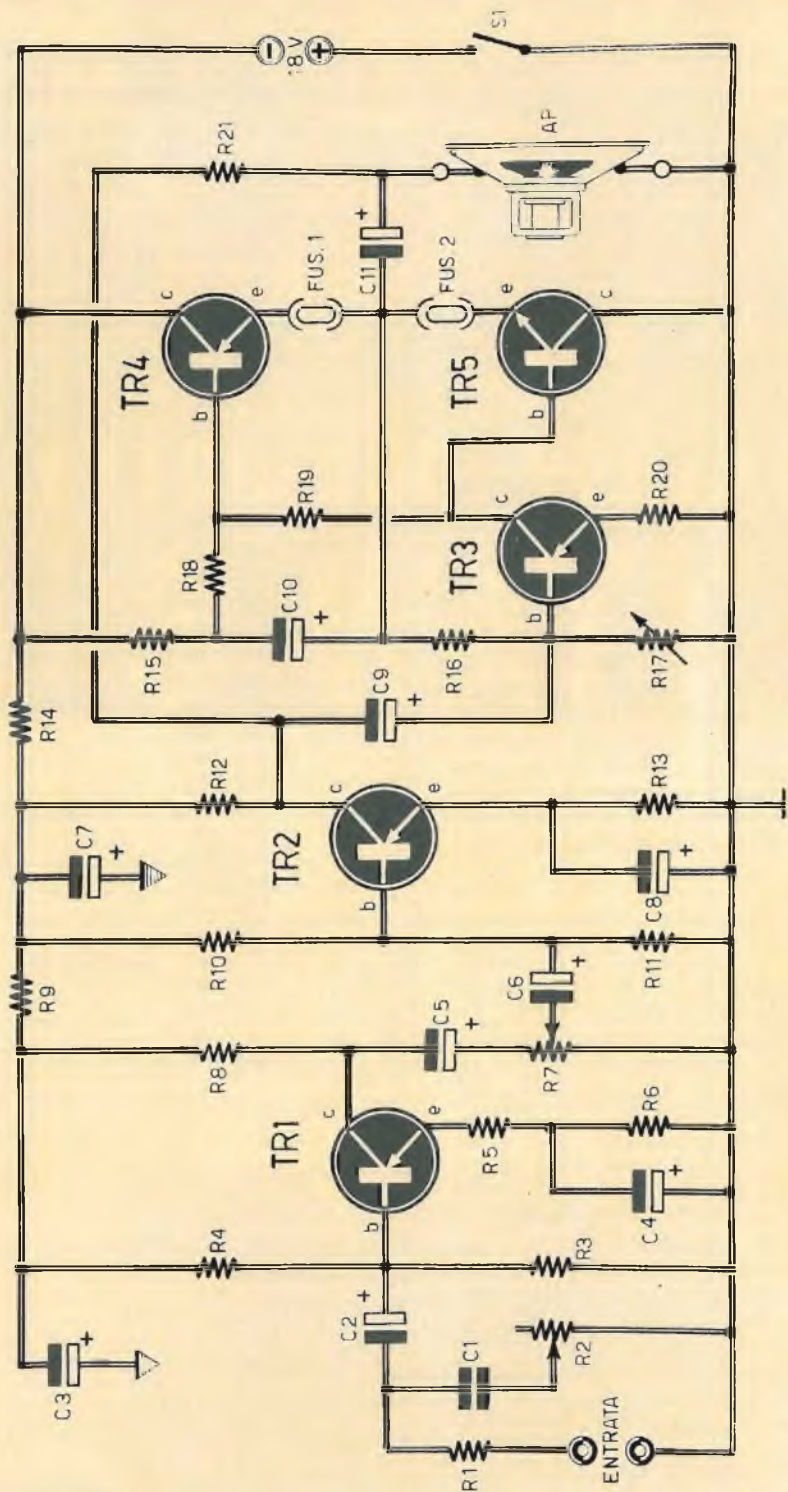 C3
+
R4
R9
C7
+
R14
R8
R10
R12
R15
R18
R19
R21
18 V
S1
TR4
c
e
b
FUS. 1
C11
+
FUS. 2
AP
TR5
e
c
b
C10
+
C9
+
R16
TR3
c
e
b
R20
R17
TR2
c
e
b
C8
+
R13
C6
+
R11
C5
+
R7
TR1
c
e
b
R5
R6
C4
+
R3
C2
+
C1
R2
R1
ENTRATA
−
+